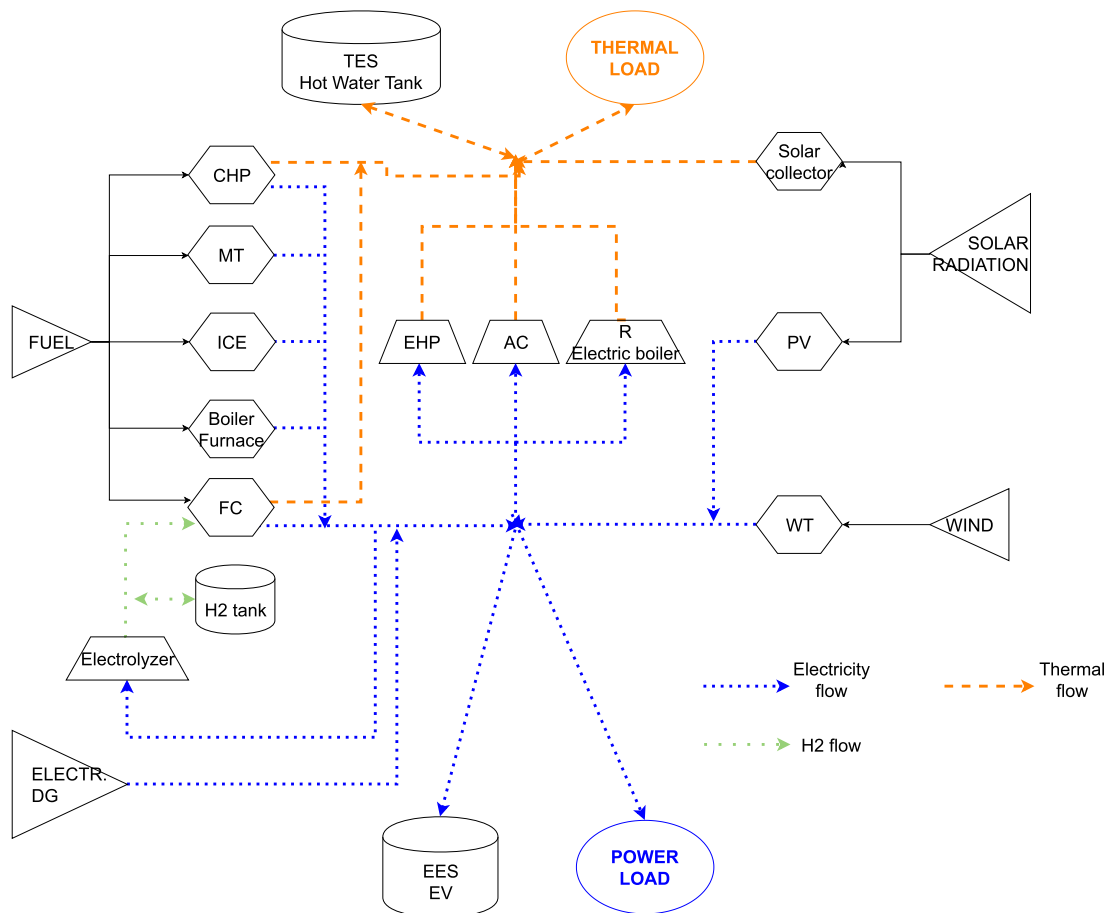 TES
Hot Water Tank
THERMAL
LOAD
CHP
Solar
collector
MT
SOLAR
RADIATION
FUEL
ICE
EHP
AC
R
Electric boiler
PV
Boiler
Furnace
FC
WT
WIND
H2 tank
Electrolyzer
Electricity
flow
Thermal
flow
H2 flow
ELECTR.
DG
EES
EV
POWER
LOAD